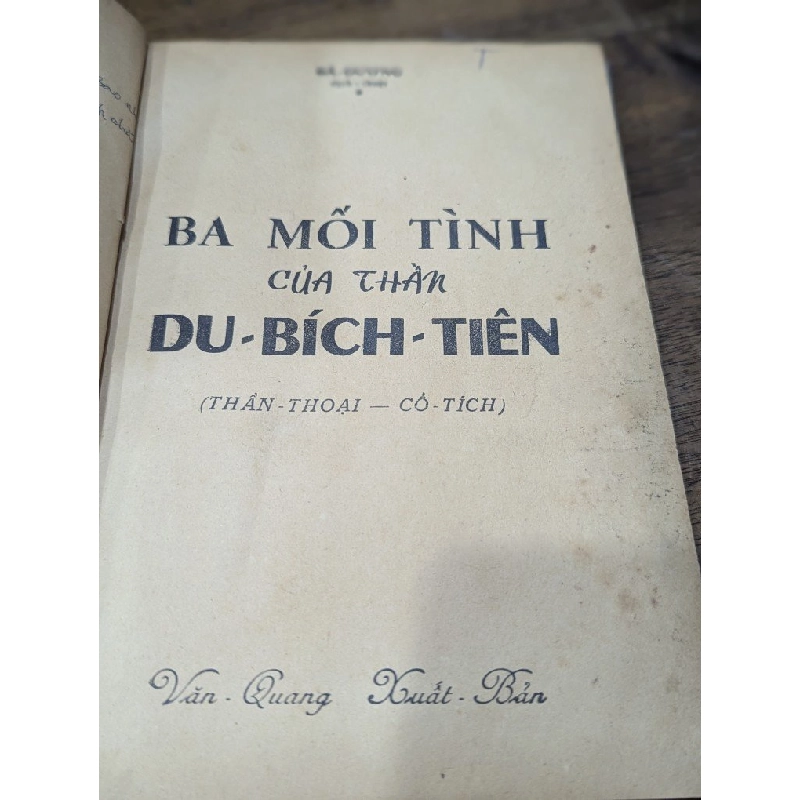 T
BA MỐI TÌNH
CỦA THẦN
DU-BÍCH-TIÊN
(THẦN-THOẠI — CỔ-TÍCH)
Văn-Quang Xuất-Bản